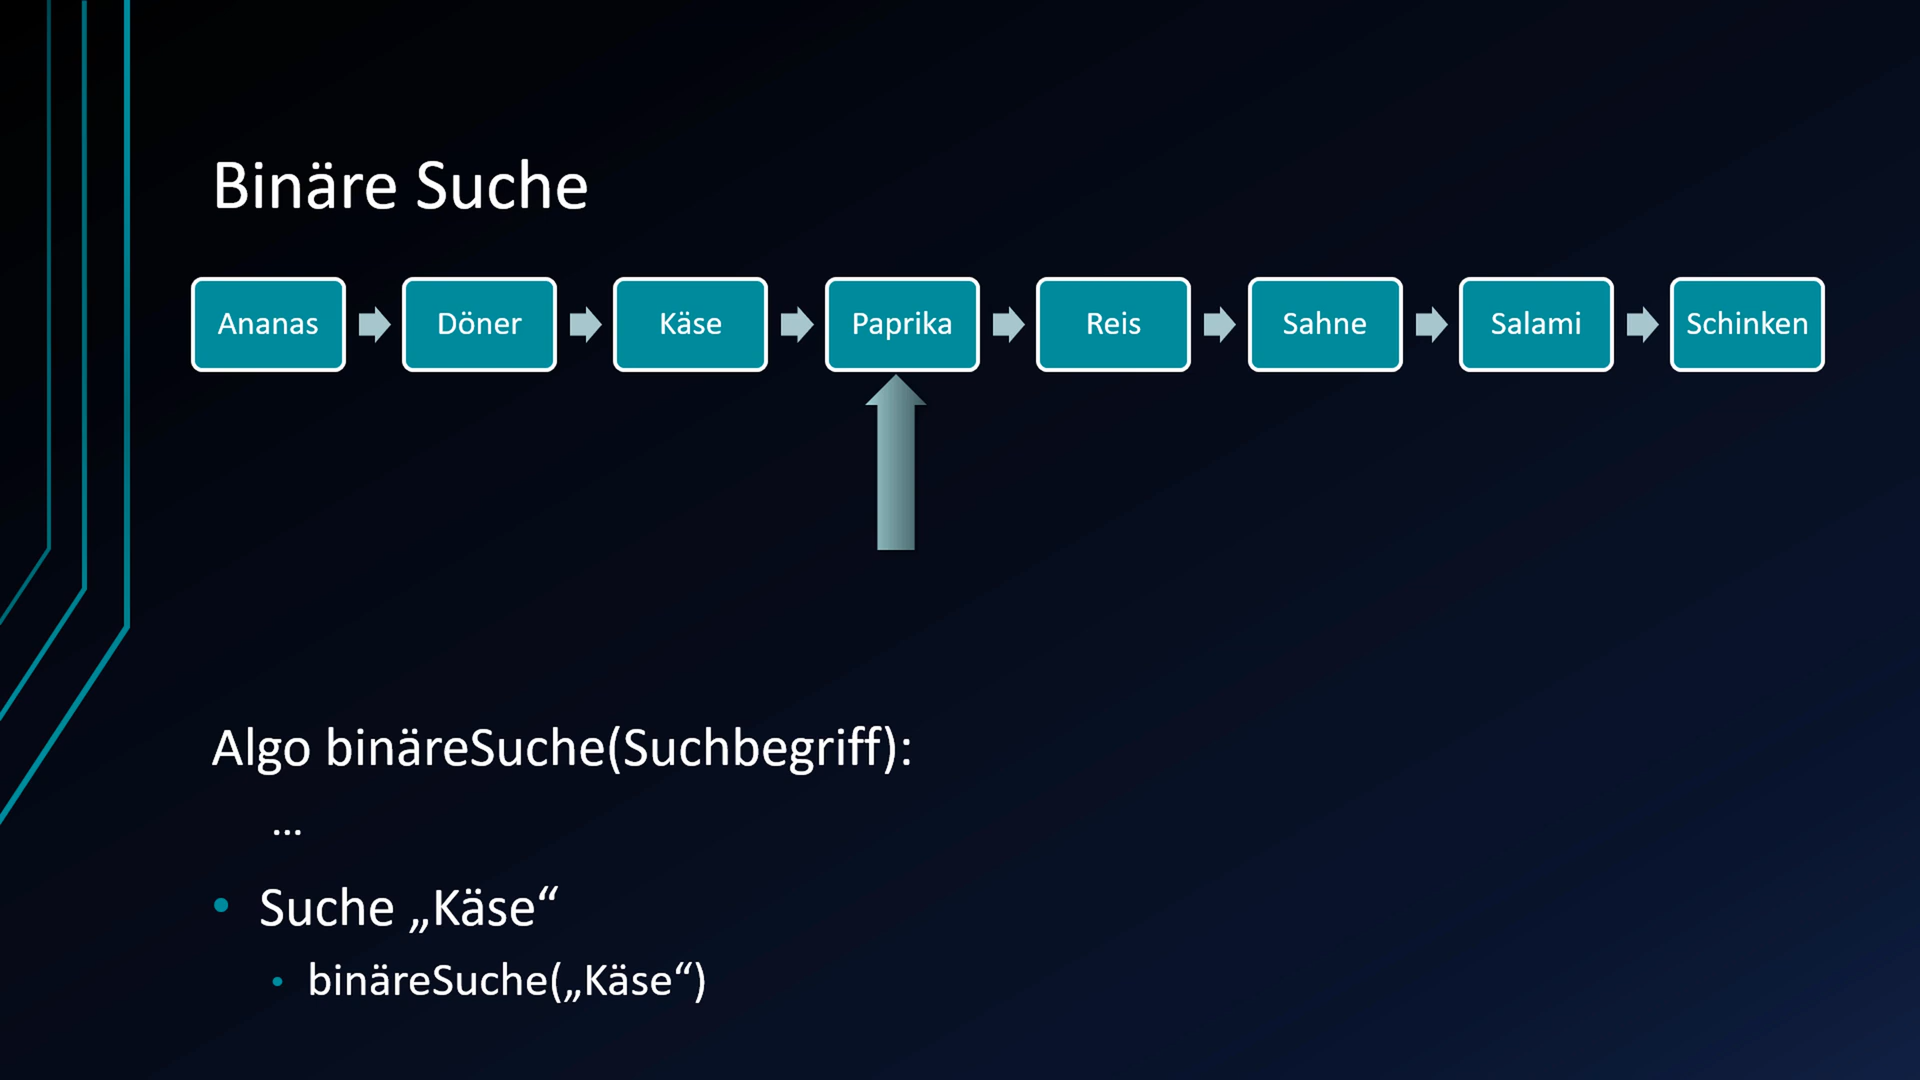 Binäre Suche
Ananas Döner Käse Paprika Reis Sahne Salami Schinken
Algo binäreSuche(Suchbegriff):
...
• Suche „Käse“
• binäreSuche(„Käse“)